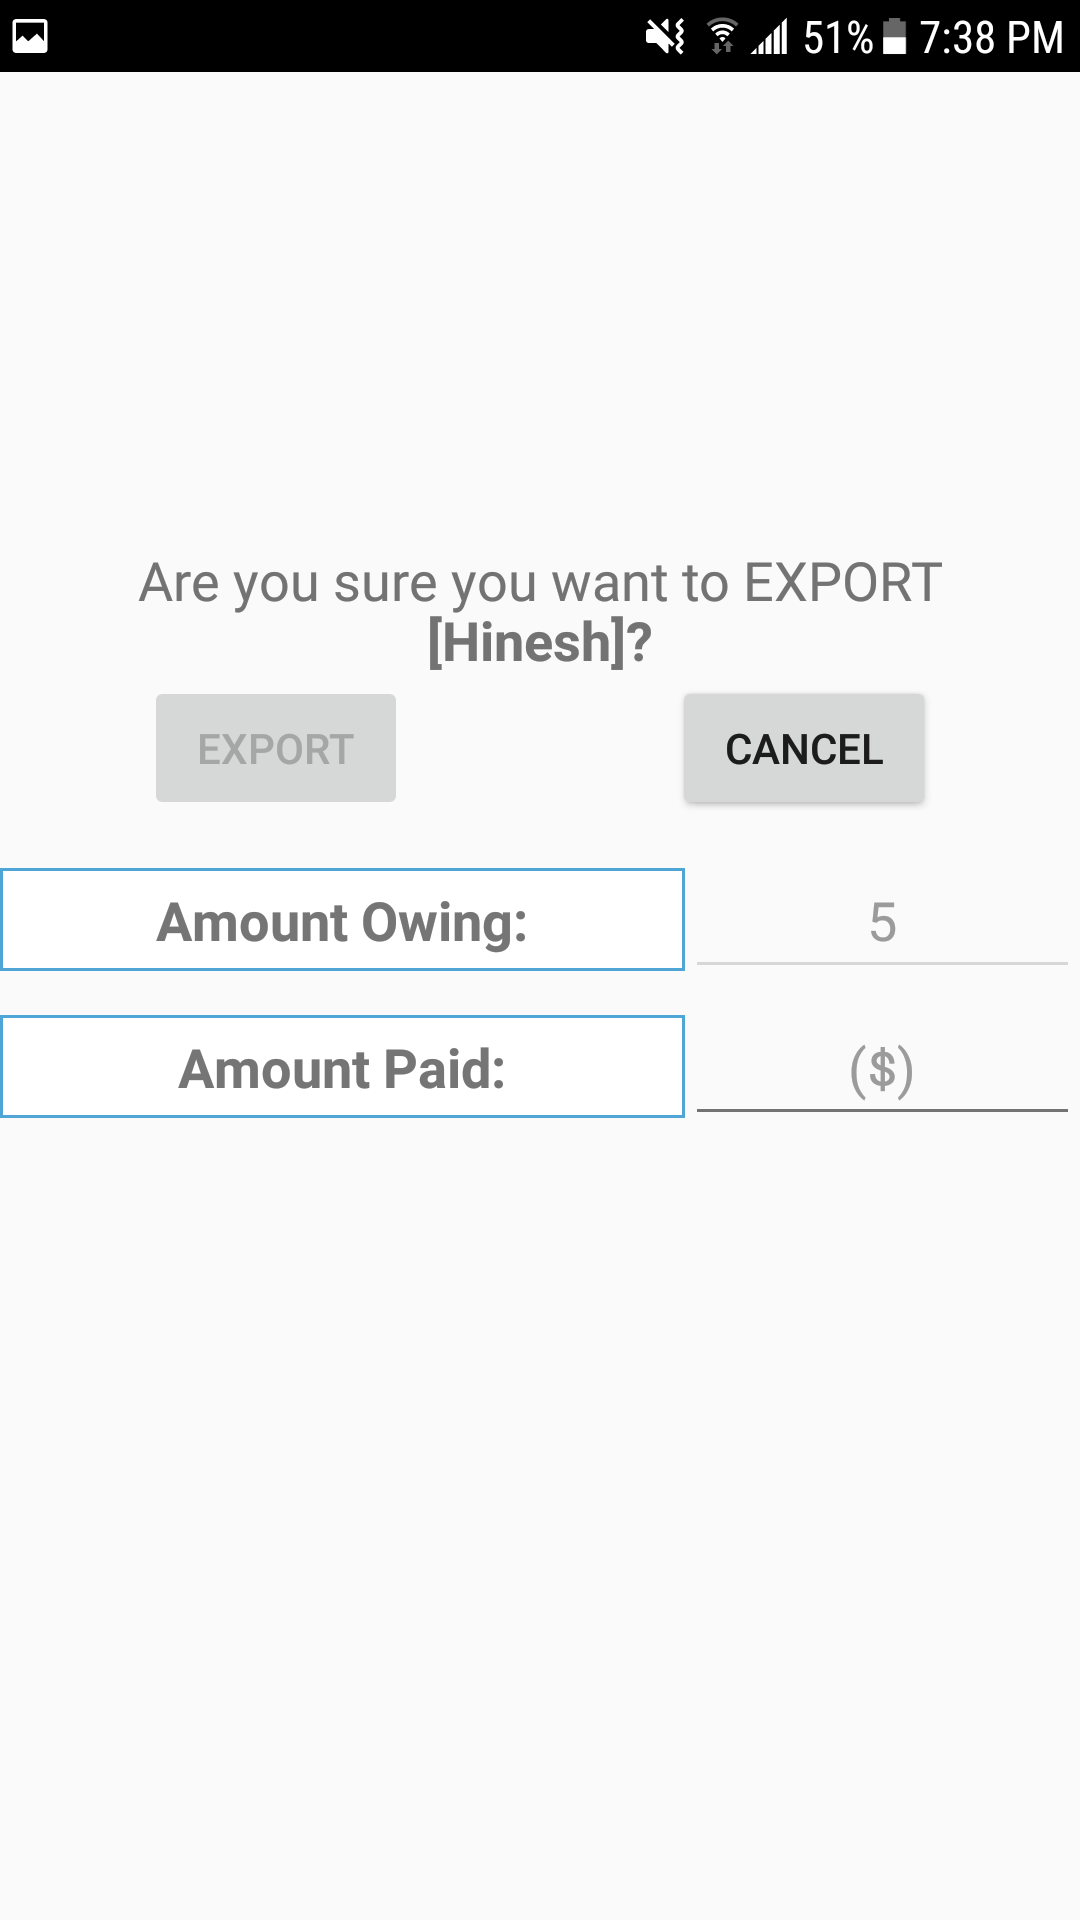 51% 7:38 PM
Are you sure you want to EXPORT
[Hinesh]?
EXPORT CANCEL
Amount Owing: 5
Amount Paid: ($)